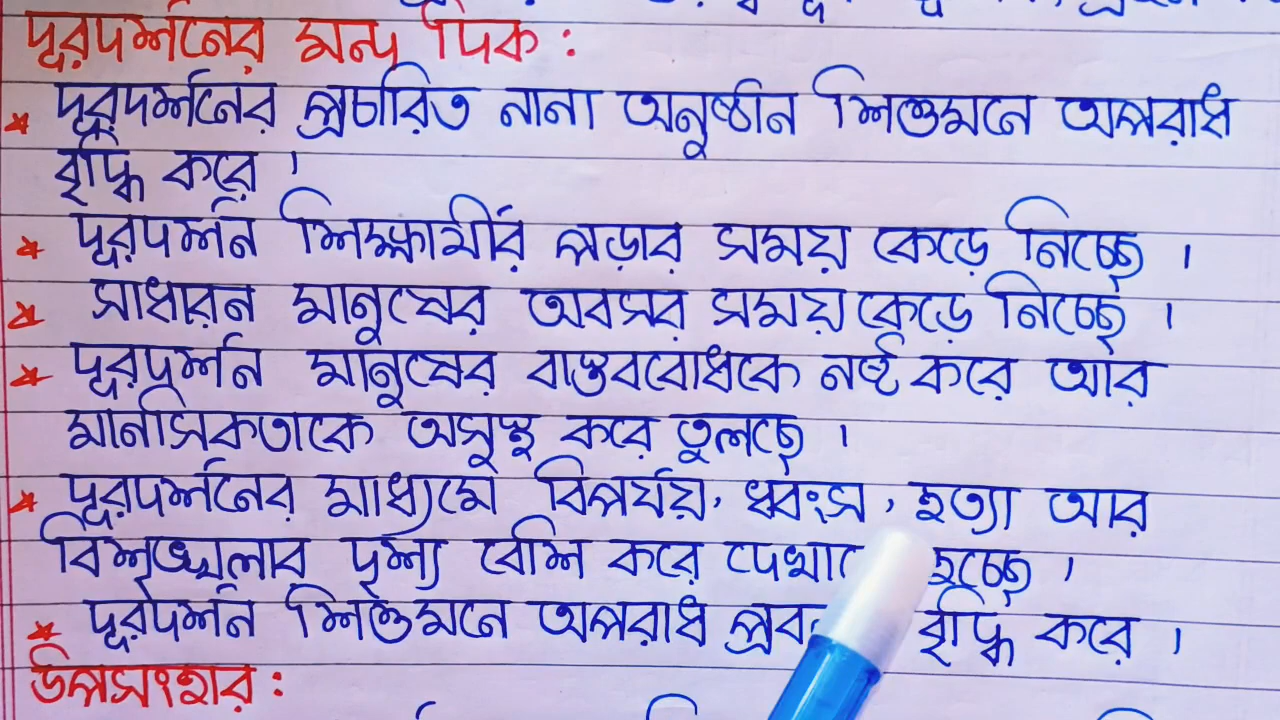 দূরদর্শনের মন্দ দিক :
* দূরদর্শনের প্রচারিত নানা অনুষ্ঠান শিশুমনে অপরাধ
বৃদ্ধি করে ।
* দূরদর্শন শিক্ষার্থীর পড়ার সময় কেড়ে নিচ্ছে ।
* সাধারন মানুষের অবসর সময় কেড়ে নিচ্ছে ।
* দূরদর্শন মানুষের বাস্তববোধকে নষ্ট করে আর
মানসিকতাকে অসুস্থ করে তুলছে ।
* দূরদর্শনের মাধ্যমে বিপর্যয়, ধ্বংস, হত্যা আর
বিশৃঙ্খলার দৃশ্য বেশি করে হচ্ছে ।
* দূরদর্শন শিশুমনে অপরাধ বৃদ্ধি করে ।
উপসংহার :